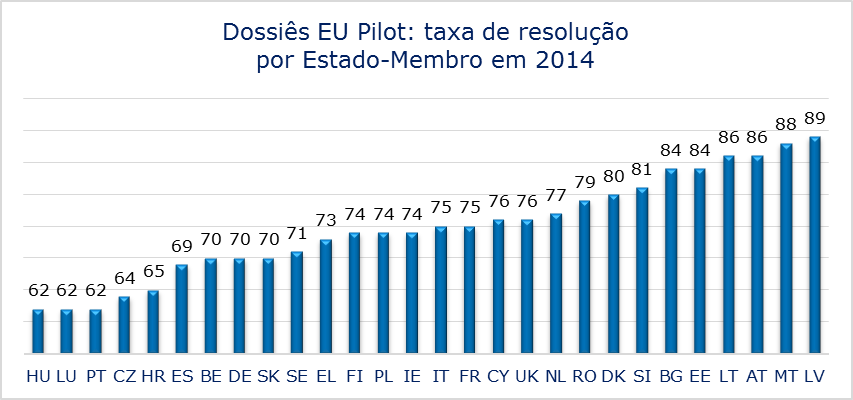 Dossiês EU Pilot: taxa de resolução
por Estado-Membro em 2014
62 62 62 64 65 69 70 70 70 71 73 74 74 74 75 75 76 76 77 79 80 81 84 84 86 86 88 89
HU LU PT CZ HR ES BE DE SK SE EL FI PL IE IT FR CY UK NL RO DK SI BG EE LT AT MT LV